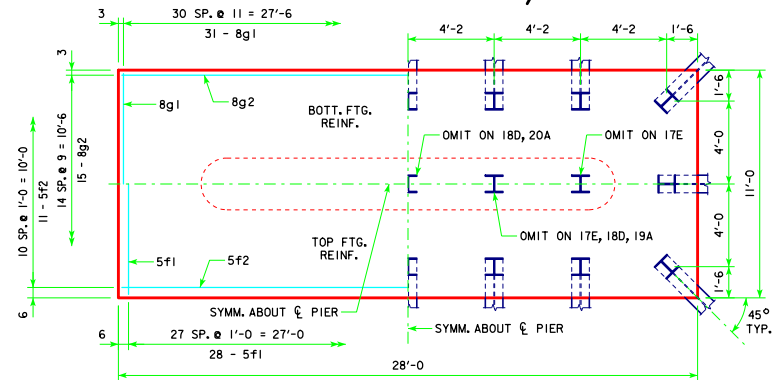 3
30 SP. @ 11 = 27'-6
31 - 8g1
4'-2
4'-2
4'-2
1'-6
3
8g1
8g2
BOTT. FTG.
REINF.
1'-6
OMIT ON 18D, 20A
OMIT ON 17E
10 SP. @ 1'-0 = 10'-0
11 - 5f2
14 SP. @ 9 = 10'-6
15 - 8g2
4'-0
11'-0
TOP FTG.
REINF.
OMIT ON 17E, 18D, 19A
4'-0
5f1
5f2
1'-6
6
SYMM. ABOUT ℄ PIER
SYMM. ABOUT ℄ PIER
45°
TYP.
6
27 SP. @ 1'-0 = 27'-0
28 - 5f1
28'-0